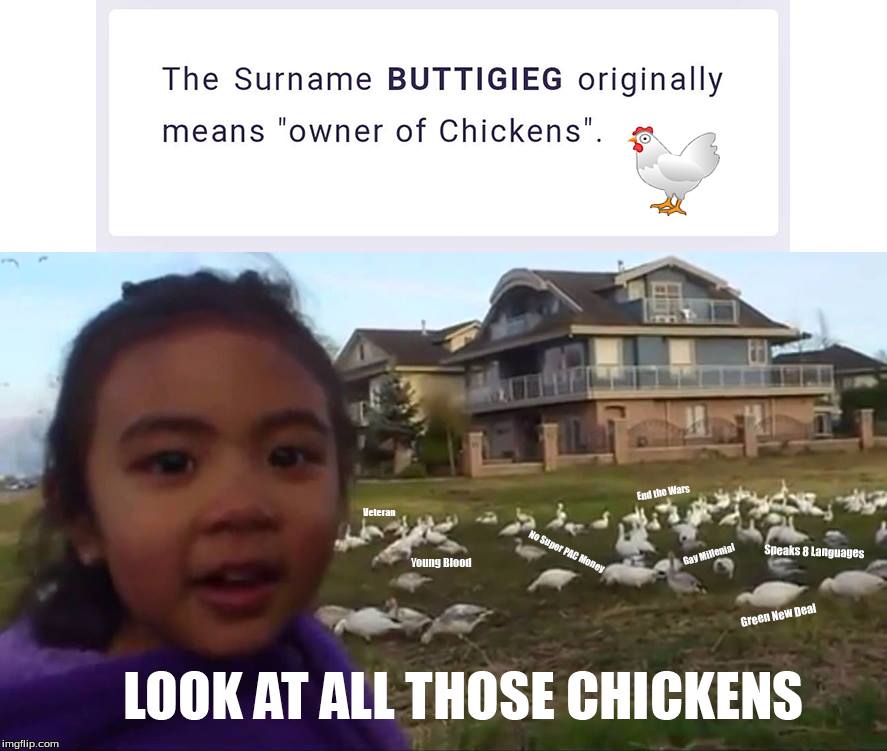 The Surname BUTTIGIEG originally
means "owner of Chickens".
End the Wars
Veteran
No Super PAC Money
Gay Millenial
Speaks 8 Languages
Young Blood
Green New Deal
LOOK AT ALL THOSE CHICKENS
imgflip.com